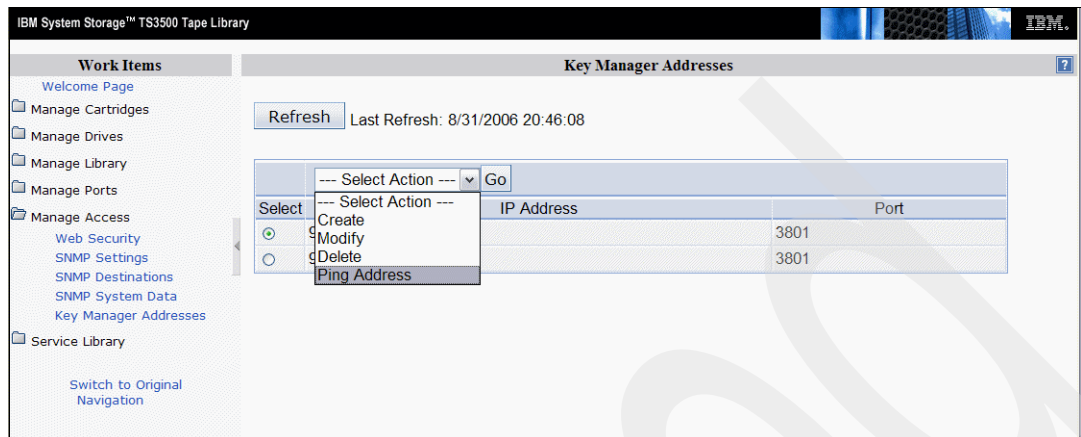 IBM System Storage™ TS3500 Tape Library
IBM.
Work Items
Welcome Page
Manage Cartridges
Manage Drives
Manage Library
Manage Ports
Manage Access
Web Security
SNMP Settings
SNMP Destinations
SNMP System Data
Key Manager Addresses
Service Library
Switch to Original
Navigation
Key Manager Addresses
?
Refresh Last Refresh: 8/31/2006 20:46:08
--- Select Action --- Go
--- Select Action ---
Create
Modify
Delete
Ping Address
Select IP Address Port
9 3801
9 3801